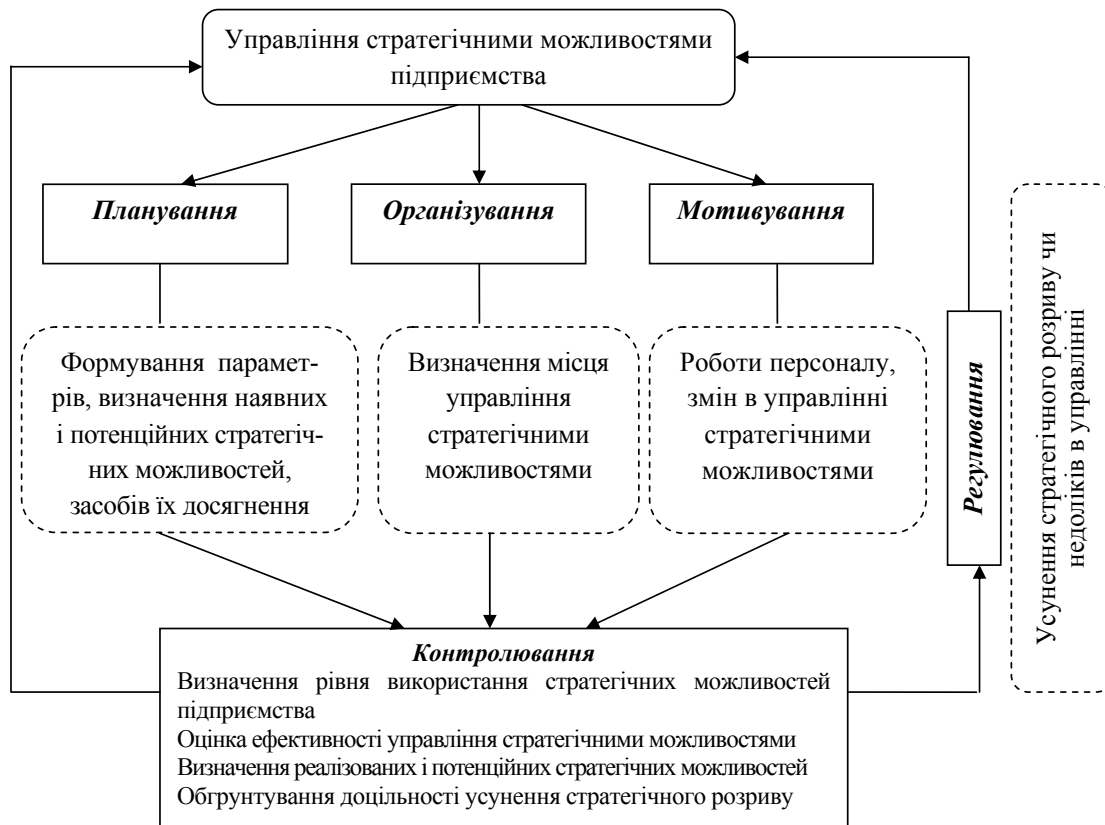 Управління стратегічними можливостями
підприємства
Планування
Організування
Мотивування
Формування парамет-
рів, визначення наявних
і потенційних стратегіч-
них можливостей,
засобів їх досягнення
Визначення місця
управління
стратегічними
можливостями
Роботи персоналу,
змін в управлінні
стратегічними
можливостями
Регулювання
Усунення стратегічного розриву чи
недоліків в управлінні
Контролювання
Визначення рівня використання стратегічних можливостей
підприємства
Оцінка ефективності управління стратегічними можливостями
Визначення реалізованих і потенційних стратегічних можливостей
Обгрунтування доцільності усунення стратегічного розриву